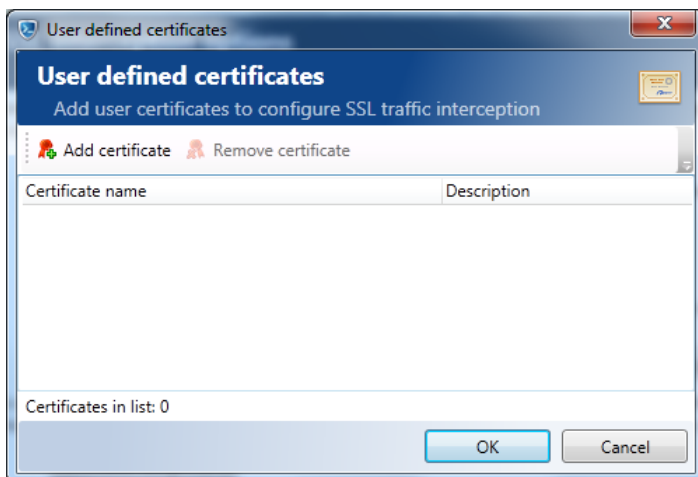 User defined certificates
User defined certificates
Add user certificates to configure SSL traffic interception
Add certificate Remove certificate
Certificate name Description
Certificates in list: 0
OK Cancel